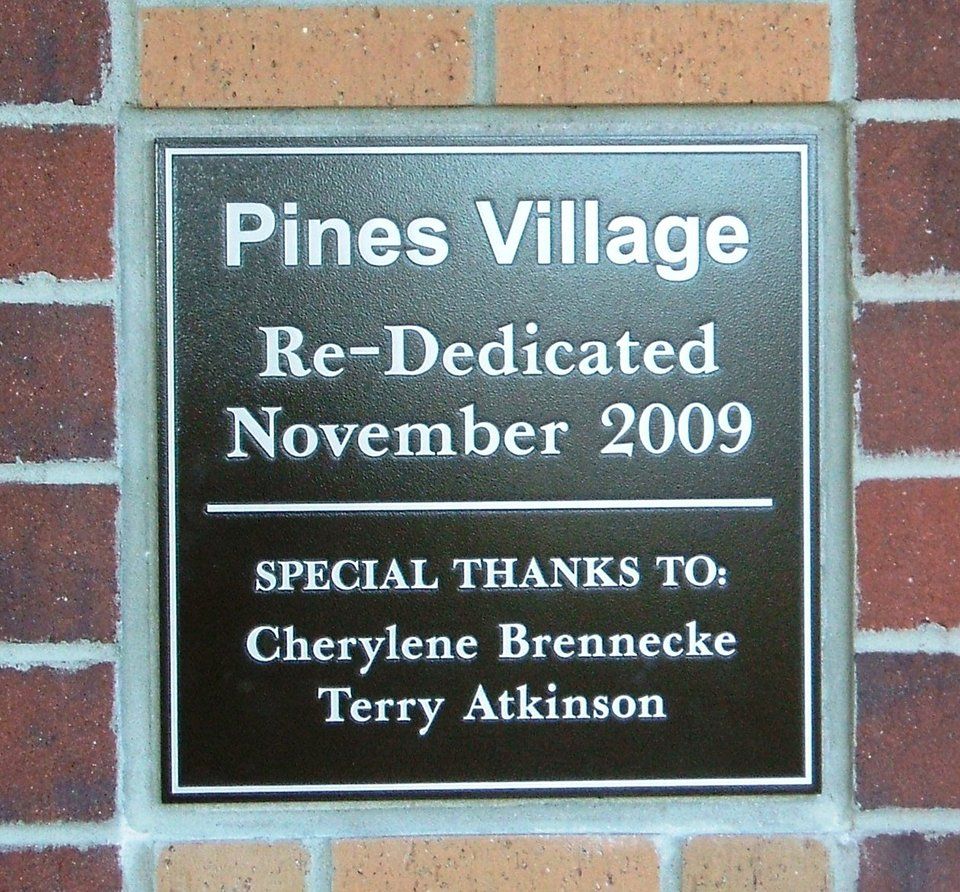 Pines Village
Re-Dedicated
November 2009
SPECIAL THANKS TO:
Cherylene Brennecke
Terry Atkinson